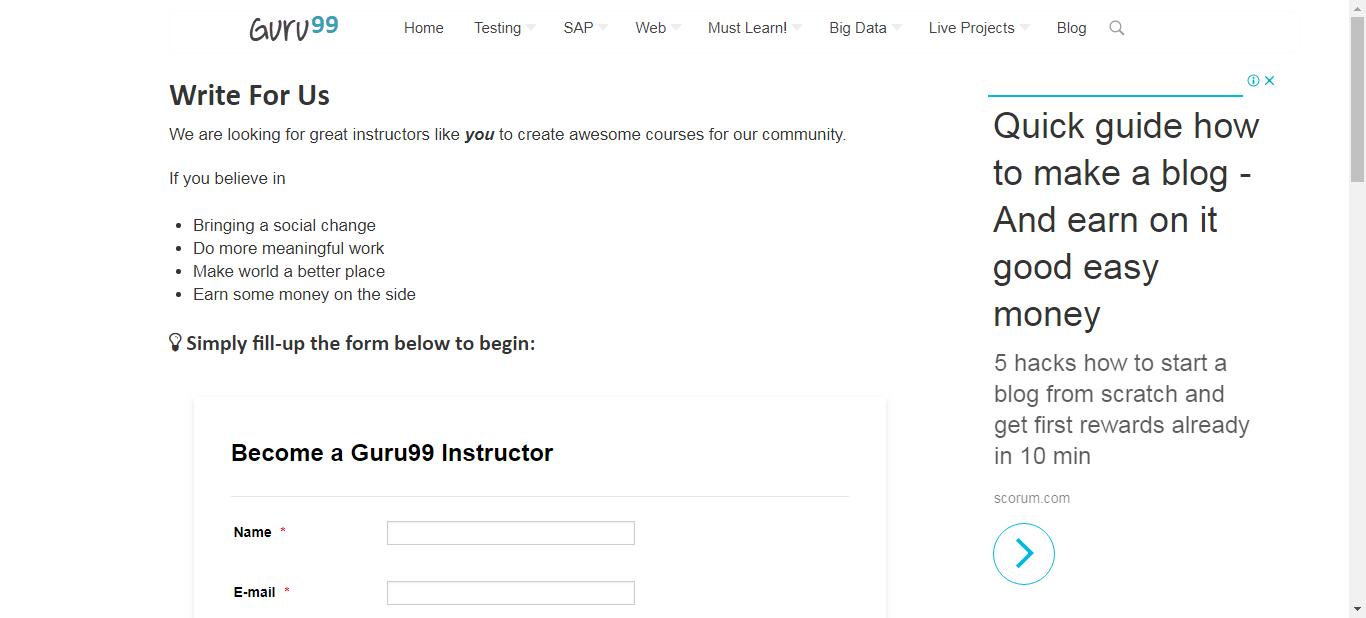 Guru99
Home Testing SAP Web Must Learn! Big Data Live Projects Blog
Write For Us
We are looking for great instructors like you to create awesome courses for our community.
If you believe in
• Bringing a social change
• Do more meaningful work
• Make world a better place
• Earn some money on the side
Simply fill-up the form below to begin:
Become a Guru99 Instructor
Name *
E-mail *
Quick guide how
to make a blog -
And earn on it
good easy
money
5 hacks how to start a
blog from scratch and
get first rewards already
in 10 min
scorum.com